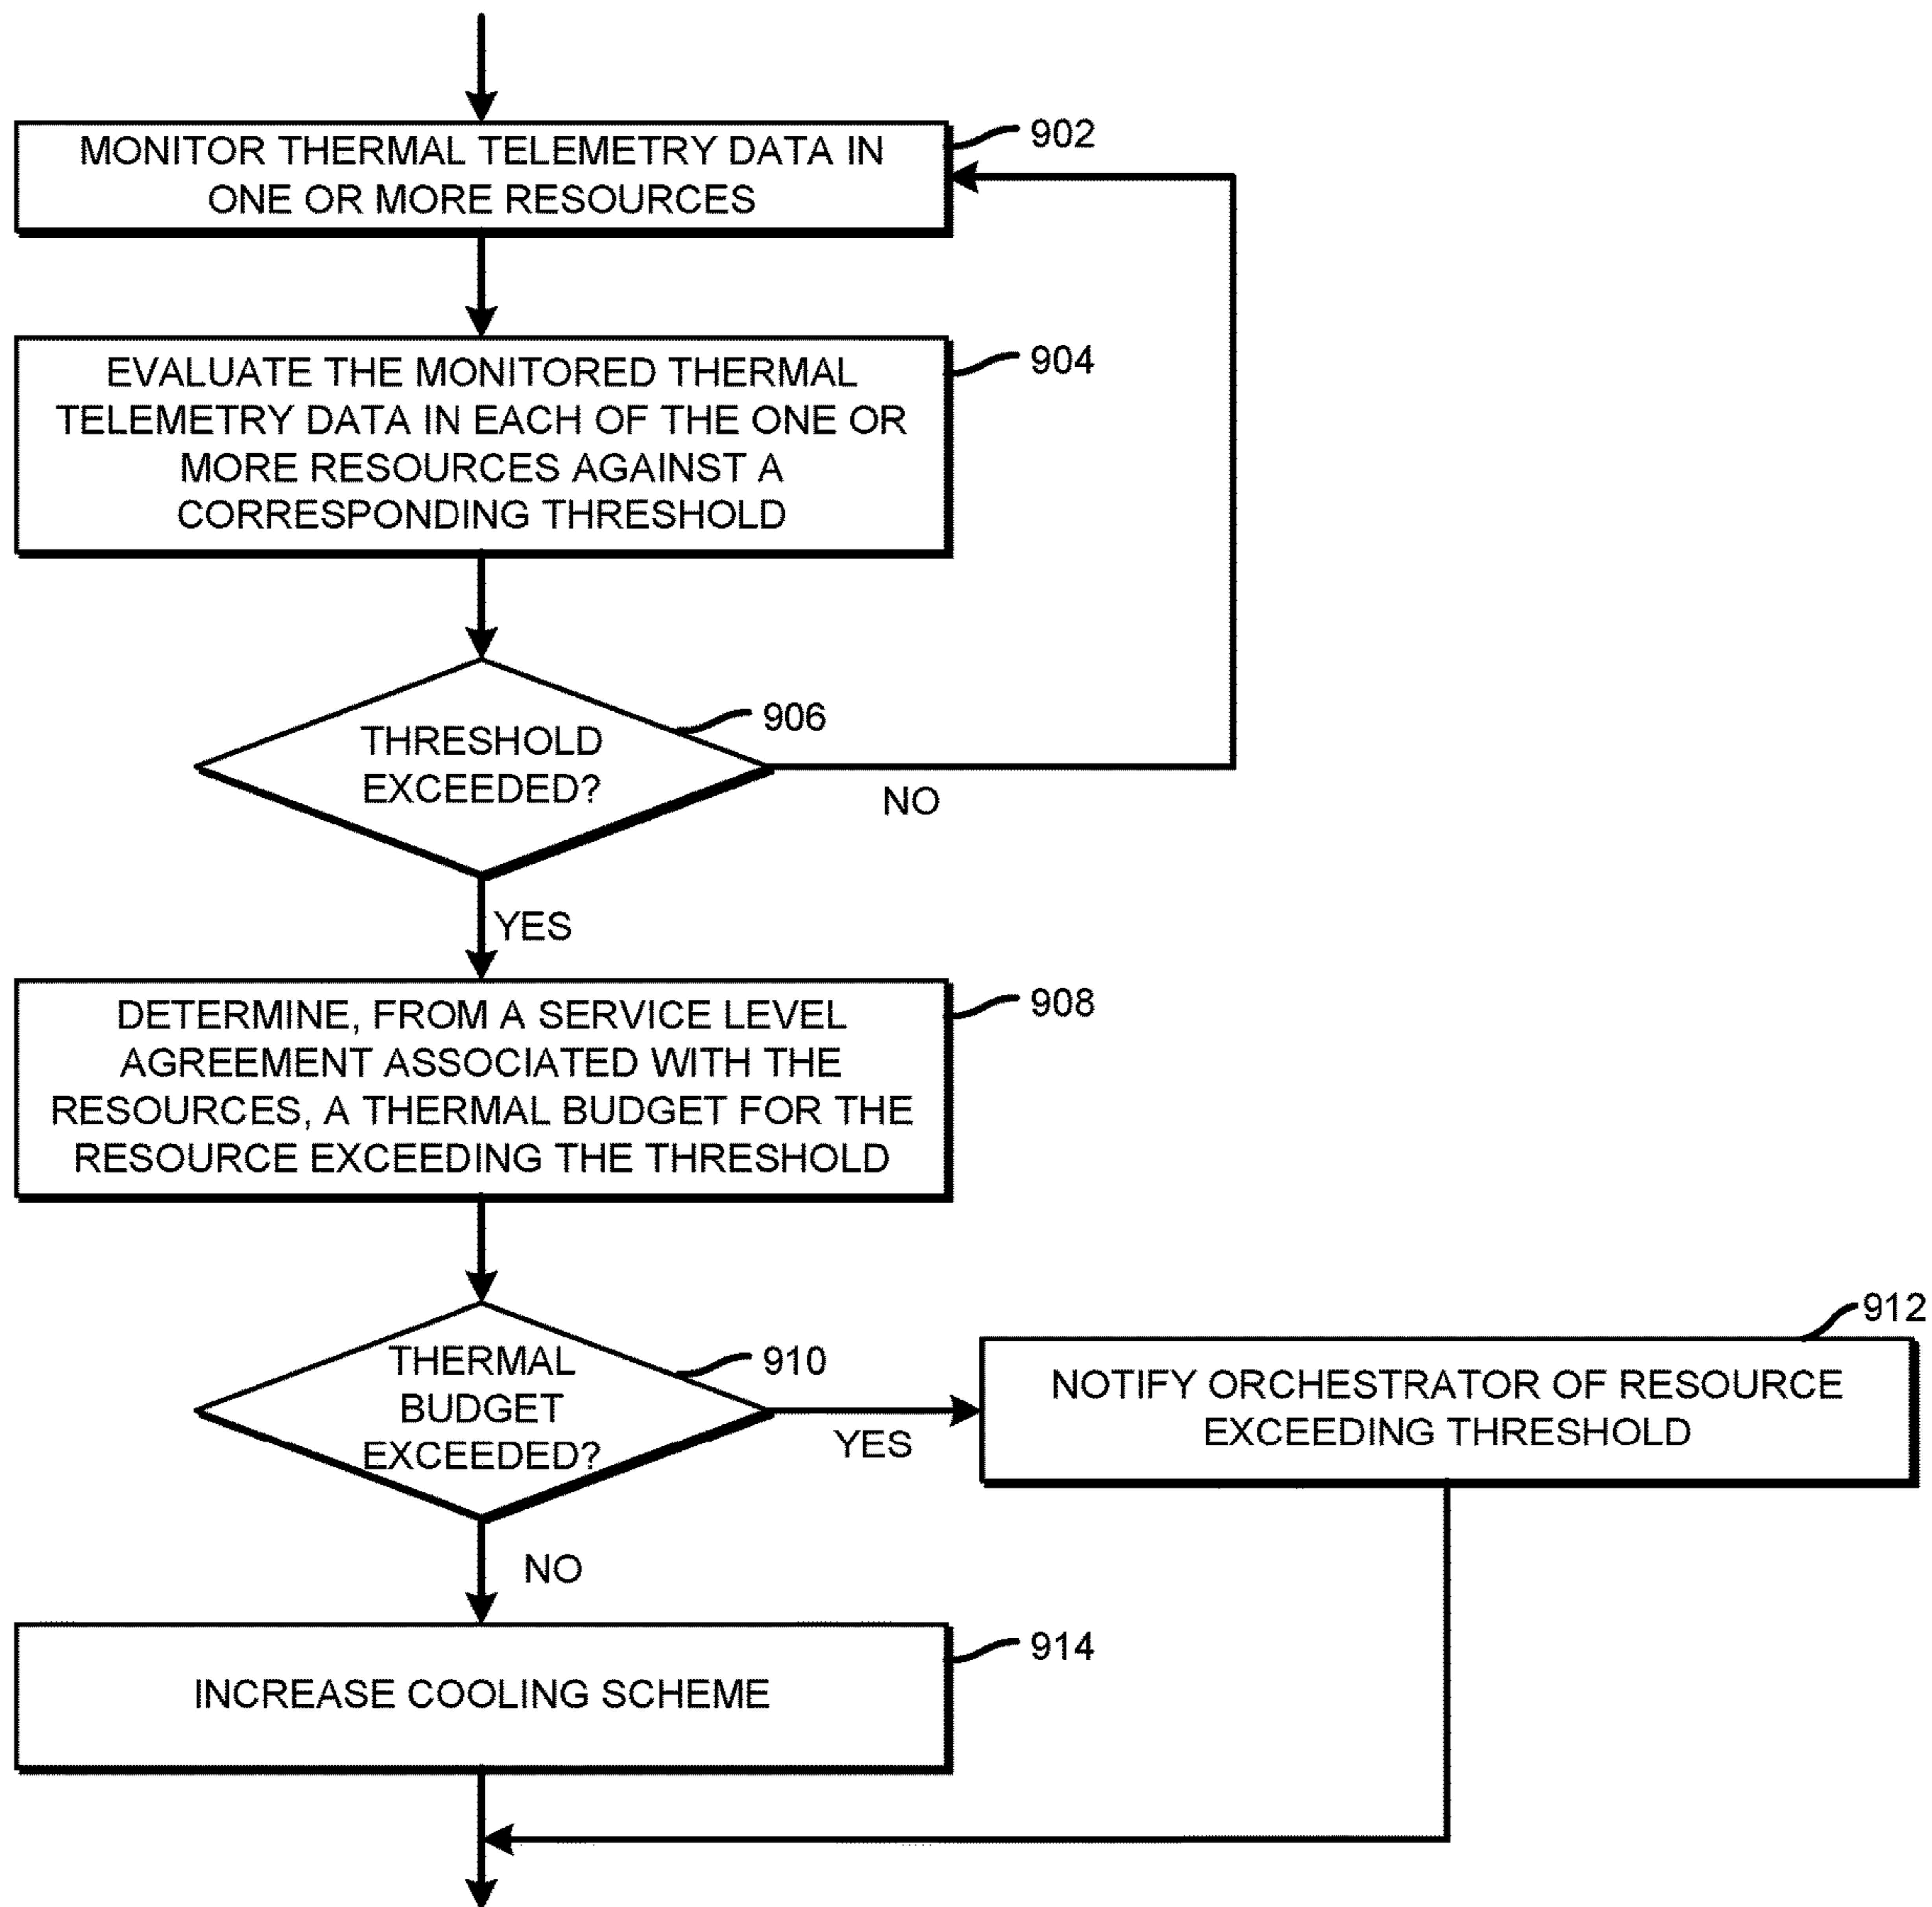 MONITOR THERMAL TELEMETRY DATA IN
ONE OR MORE RESOURCES
902
EVALUATE THE MONITORED THERMAL
TELEMETRY DATA IN EACH OF THE ONE OR
MORE RESOURCES AGAINST A
CORRESPONDING THRESHOLD
904
THRESHOLD
EXCEEDED?
906
NO
YES
DETERMINE, FROM A SERVICE LEVEL
AGREEMENT ASSOCIATED WITH THE
RESOURCES, A THERMAL BUDGET FOR THE
RESOURCE EXCEEDING THE THRESHOLD
908
THERMAL
BUDGET
EXCEEDED?
910
YES
NOTIFY ORCHESTRATOR OF RESOURCE
EXCEEDING THRESHOLD
912
NO
INCREASE COOLING SCHEME
914